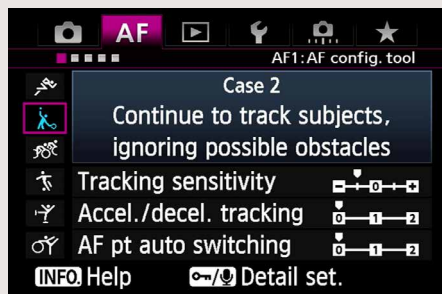 AF
AF1:AF config. tool
Case 2
Continue to track subjects,
ignoring possible obstacles
Tracking sensitivity
- 0 +
Accel./decel. tracking
0 1 2
AF pt auto switching
0 1 2
INFO. Help
Detail set.